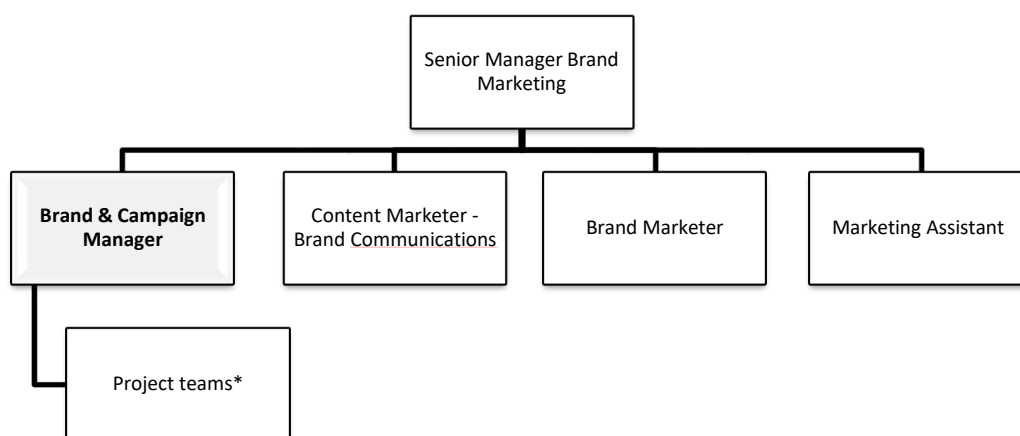 Senior Manager Brand
Marketing
Brand & Campaign
Manager
Content Marketer -
Brand Communications
Brand Marketer
Marketing Assistant
Project teams*